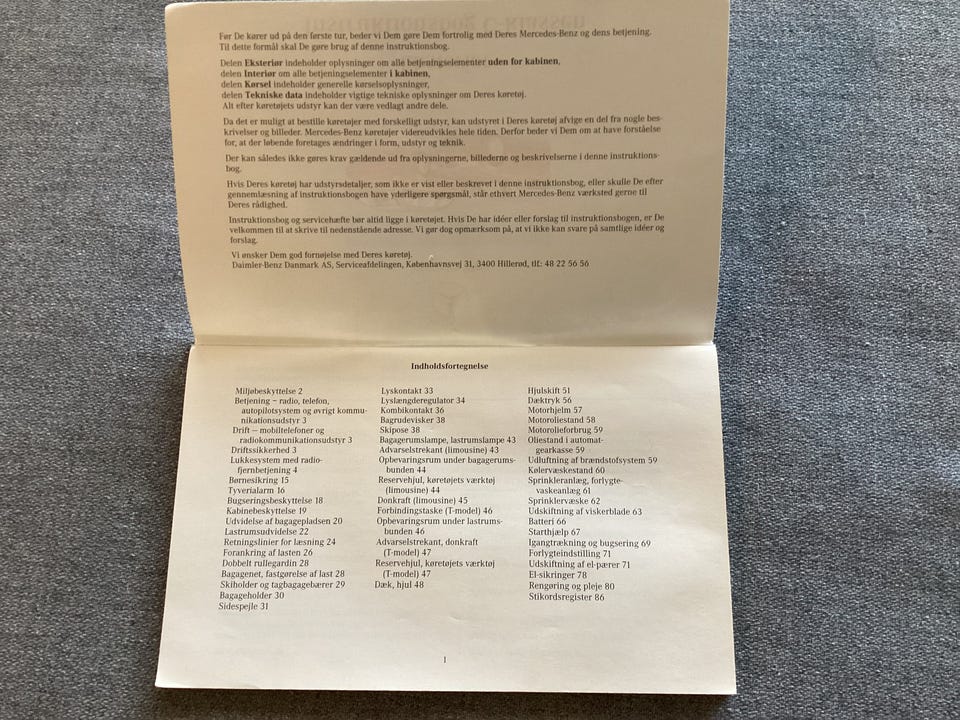 Før De kører ud på den første tur, beder vi Dem gøre Dem fortrolig med Deres Mercedes-Benz og dens betjening.
Til dette formål skal De gøre brug af denne instruktionsbog.
Delen Eksteriør indeholder oplysninger om alle betjeningselementer uden for kabinen,
delen Interiør om alle betjeningselementer i kabinen,
delen Kørsel indeholder generelle kørselsoplysninger,
delen Tekniske data indeholder vigtige tekniske oplysninger om Deres køretøj.
Alt efter køretøjets udstyr kan der være vedlagt andre dele.
Da det er muligt at bestille køretøjer med forskelligt udstyr, kan udstyret i Deres køretøj afvige en del fra nogle bes-
krivelser og billeder. Mercedes-Benz køretøjer videreudvikles hele tiden. Derfor beder vi Dem om at have forståelse
for, at der løbende foretages ændringer i form, udstyr og teknik.
Der kan således ikke gøres krav gældende ud fra oplysningerne, billederne og beskrivelserne i denne instruktions-
bog.
Hvis Deres køretøj har udstyrsdetaljer, som ikke er vist eller beskrevet i denne instruktionsbog, eller skulle De efter
gennemlæsning af instruktionsbogen have yderligere spørgsmål, står ethvert Mercedes-Benz værksted gerne til
Deres rådighed.
Instruktionsbog og servicehæfte bør altid ligge i køretøjet. Hvis De har idéer eller forslag til instruktionsbogen, er De
velkommen til at skrive til nedenstående adresse. Vi gør dog opmærksom på, at vi ikke kan svare på samtlige idéer og
forslag.
Vi ønsker Dem god fornøjelse med Deres køretøj.
Daimler-Benz Danmark AS, Serviceafdelingen, Københavnsvej 31, 3400 Hillerød, tlf.: 48 22 56 56
Indholdsfortegnelse
Miljøbeskyttelse 2
Betjening – radio, telefon,
autopilotsystem og øvrigt kommu-
nikationsudstyr 3
Drift – mobiltelefoner og
radiokommunikationsudstyr 3
Driftssikkerhed 3
Lukkesystem med radio-
fjernbetjening 4
Børnesikring 15
Tyverialarm 16
Bugseringsbeskyttelse 18
Kabinebeskyttelse 19
Udvidelse af bagagepladsen 20
Lastrumsudvidelse 22
Retningslinier for læsning 24
Forankring af lasten 26
Dobbelt rullegardin 28
Bagagenet, fastgørelse af last 28
Skiholder og tagbagagebærer 29
Bageholder 30
Sidespejle 31
Lyskontakt 33
Lyslængderegulator 34
Kombikontakt 36
Bagrudevisker 38
Skipose 38
Bagagerumslampe, lastrumslampe 43
Advarselstrekant (limousine) 43
Opbevaringsrum under bagagerums-
bunden 44
Reservehjul, køretøjets værktøj
(limousine) 44
Donkraft (limousine) 45
Forbindingstaske (T-model) 46
Opbevaringsrum under lastrums-
bunden 46
Advarselstrekant, donkraft
(T-model) 47
Reservehjul, køretøjets værktøj
(T-model) 47
Dæk, hjul 48
Hjulskift 51
Dæktryk 56
Motorhjelm 57
Motoroliestand 58
Motorolieforbrug 59
Oliestand i automat-
gearkasse 59
Udluftning af brændstofsystem 59
Kølervæskestand 60
Sprinkleranlæg, forlygte-
vaskeanlæg 61
Sprinklervæske 62
Udskiftning af viskerblade 63
Batteri 66
Starthjælp 67
Igangtrækning og bugsering 69
Forlygteindstilling 71
Udskiftning af el-pærer 71
El-sikringer 78
Rengøring og pleje 80
Stikordsregister 86
1